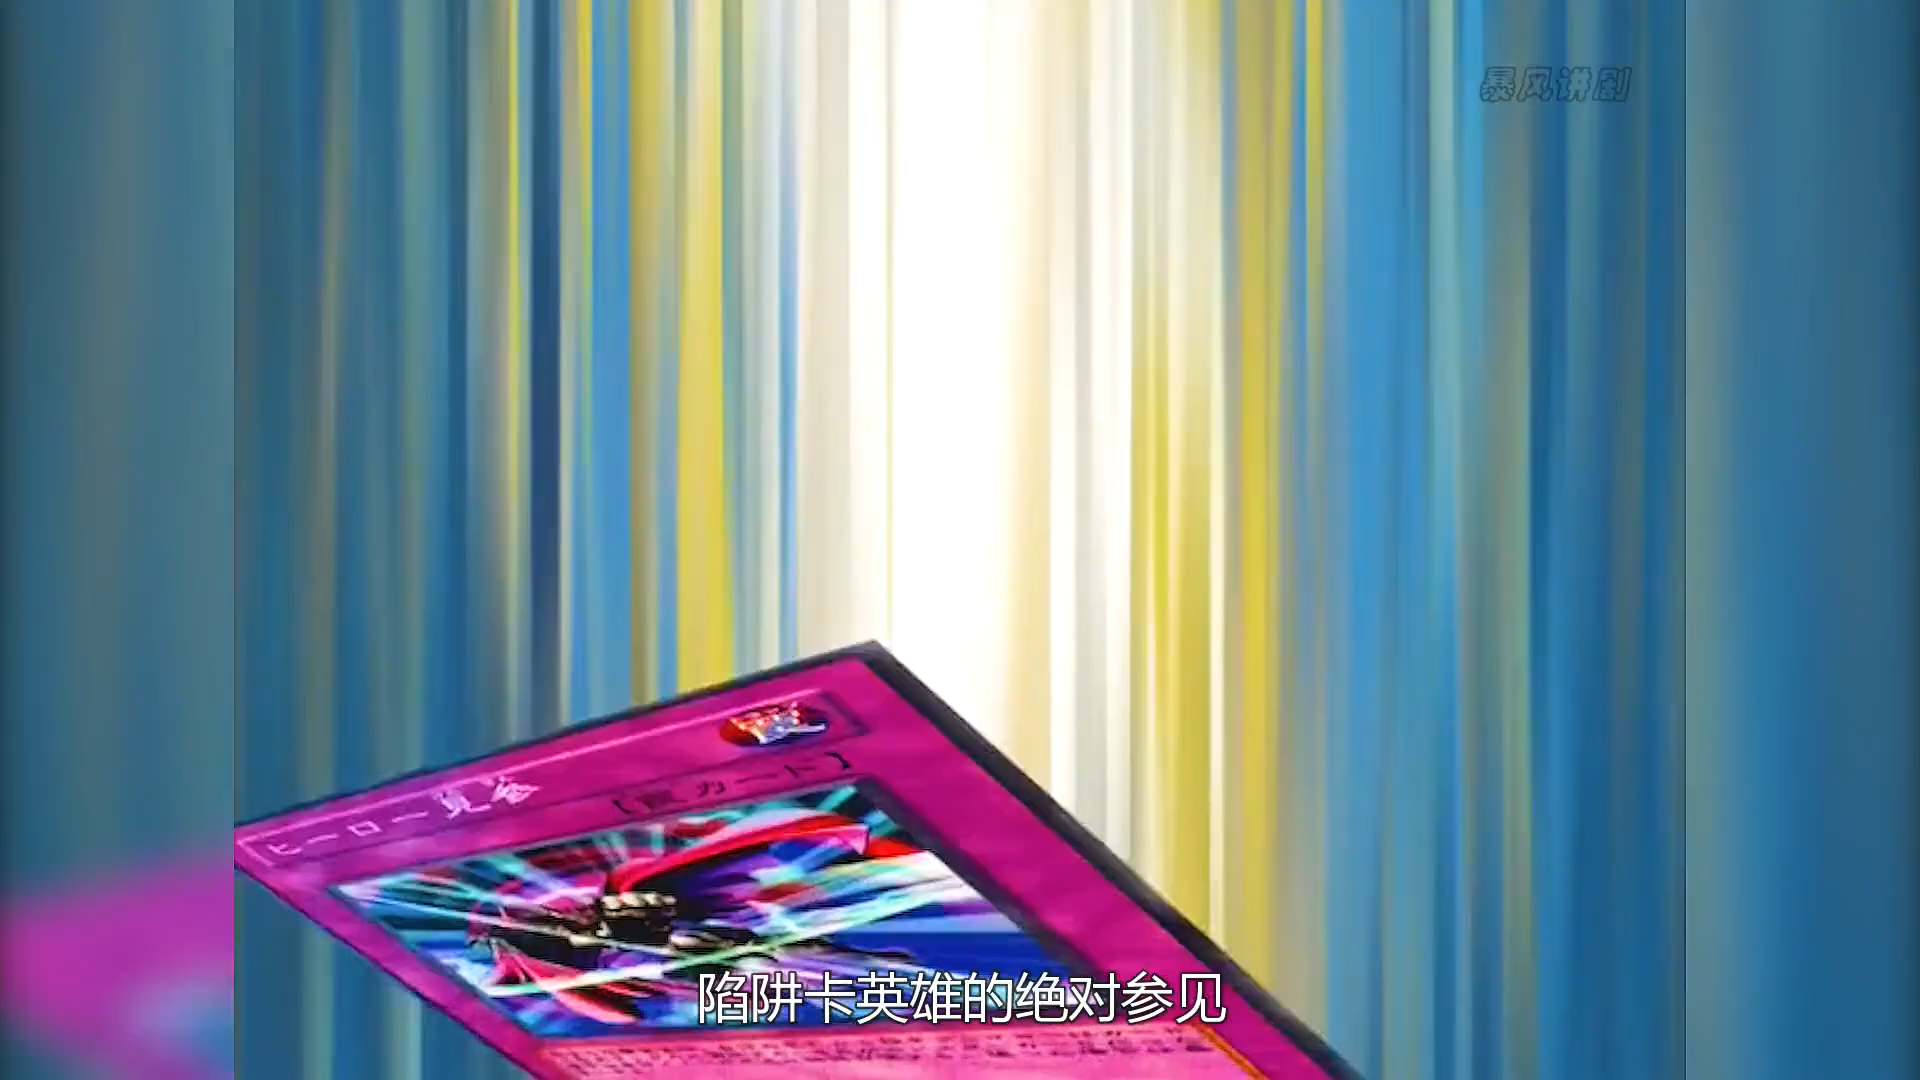 暴风讲剧
罠
ヒーロー見参
【罠カード】
陷阱卡英雄的绝对参见